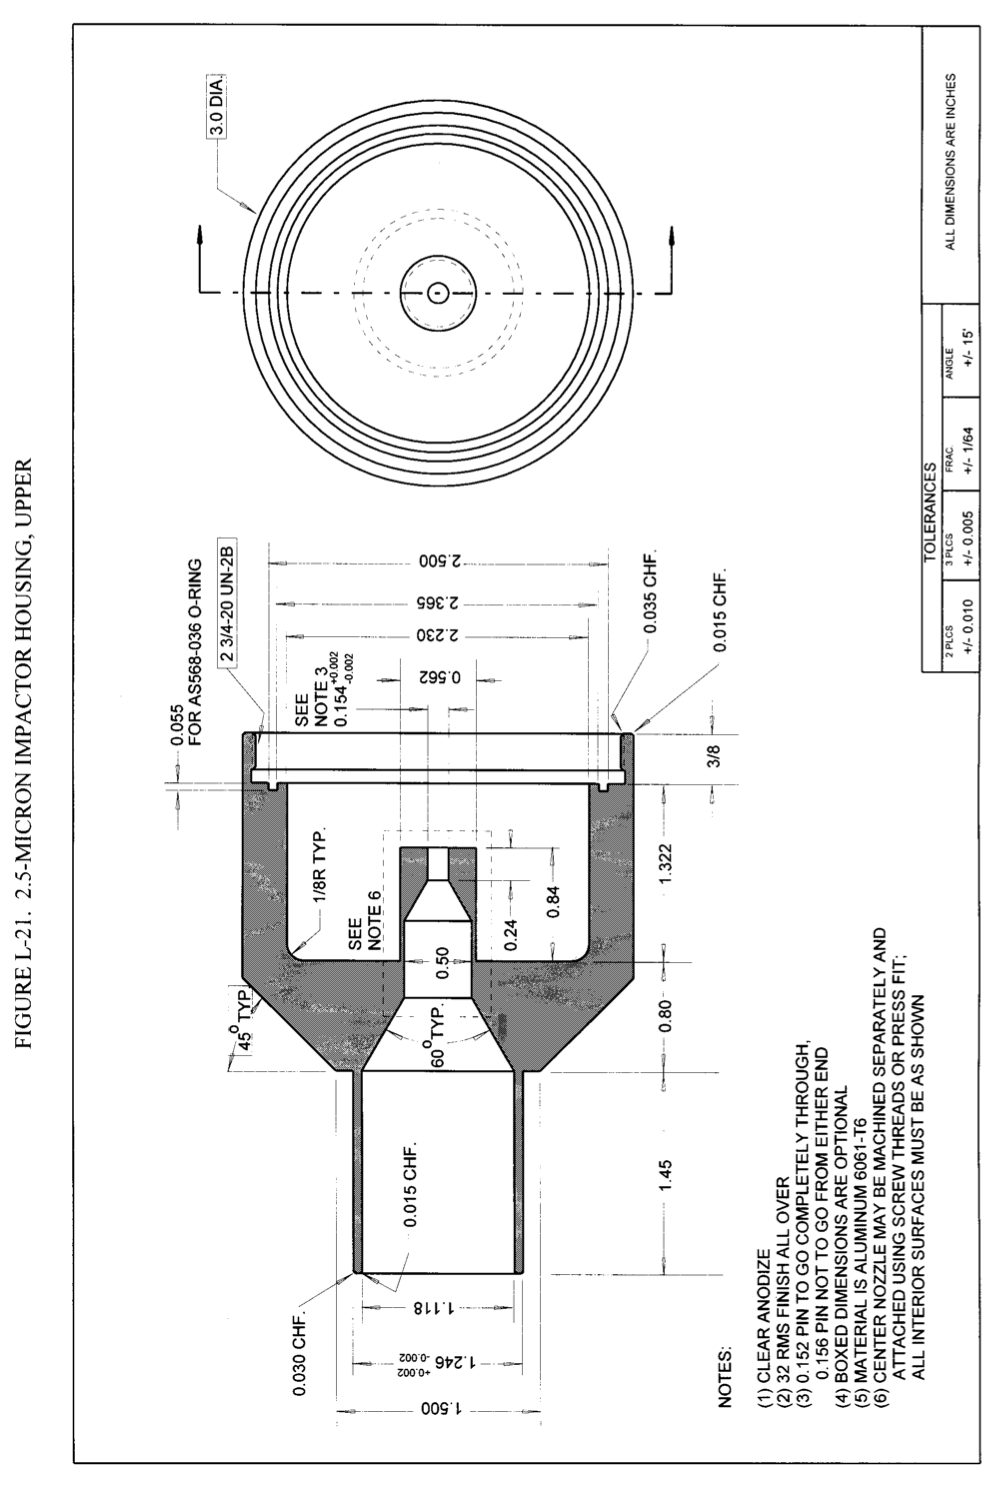 FIGURE L-21. 2.5-MICRON IMPACTOR HOUSING, UPPER
0.055
FOR AS568-036 O-RING
2 3/4-20 UN-2B
SEE
NOTE 3
0.154 +0.002
-0.002
0.562
2.230
2.365
2.500
0.035 CHF.
0.015 CHF.
3.0 DIA.
1/8R TYP.
SEE
NOTE 6
45° TYP.
60° TYP.
0.50
0.24
0.84
3/8
1.322
0.80
1.45
0.015 CHF.
0.030 CHF.
1.118
1.246 +0.002
-0.002
1.500
NOTES:
(1) CLEAR ANODIZE
(2) 32 RMS FINISH ALL OVER
(3) 0.152 PIN TO GO COMPLETELY THROUGH,
0.156 PIN NOT TO GO FROM EITHER END
(4) BOXED DIMENSIONS ARE OPTIONAL
(5) MATERIAL IS ALUMINUM 6061-T6
(6) CENTER NOZZLE MAY BE MACHINED SEPARATELY AND
ATTACHED USING SCREW THREADS OR PRESS FIT;
ALL INTERIOR SURFACES MUST BE AS SHOWN
TOLERANCES
2 PLCS 3 PLCS FRAC. ANGLE
+/- 0.010 +/- 0.005 +/- 1/64 +/- 15'
ALL DIMENSIONS ARE INCHES